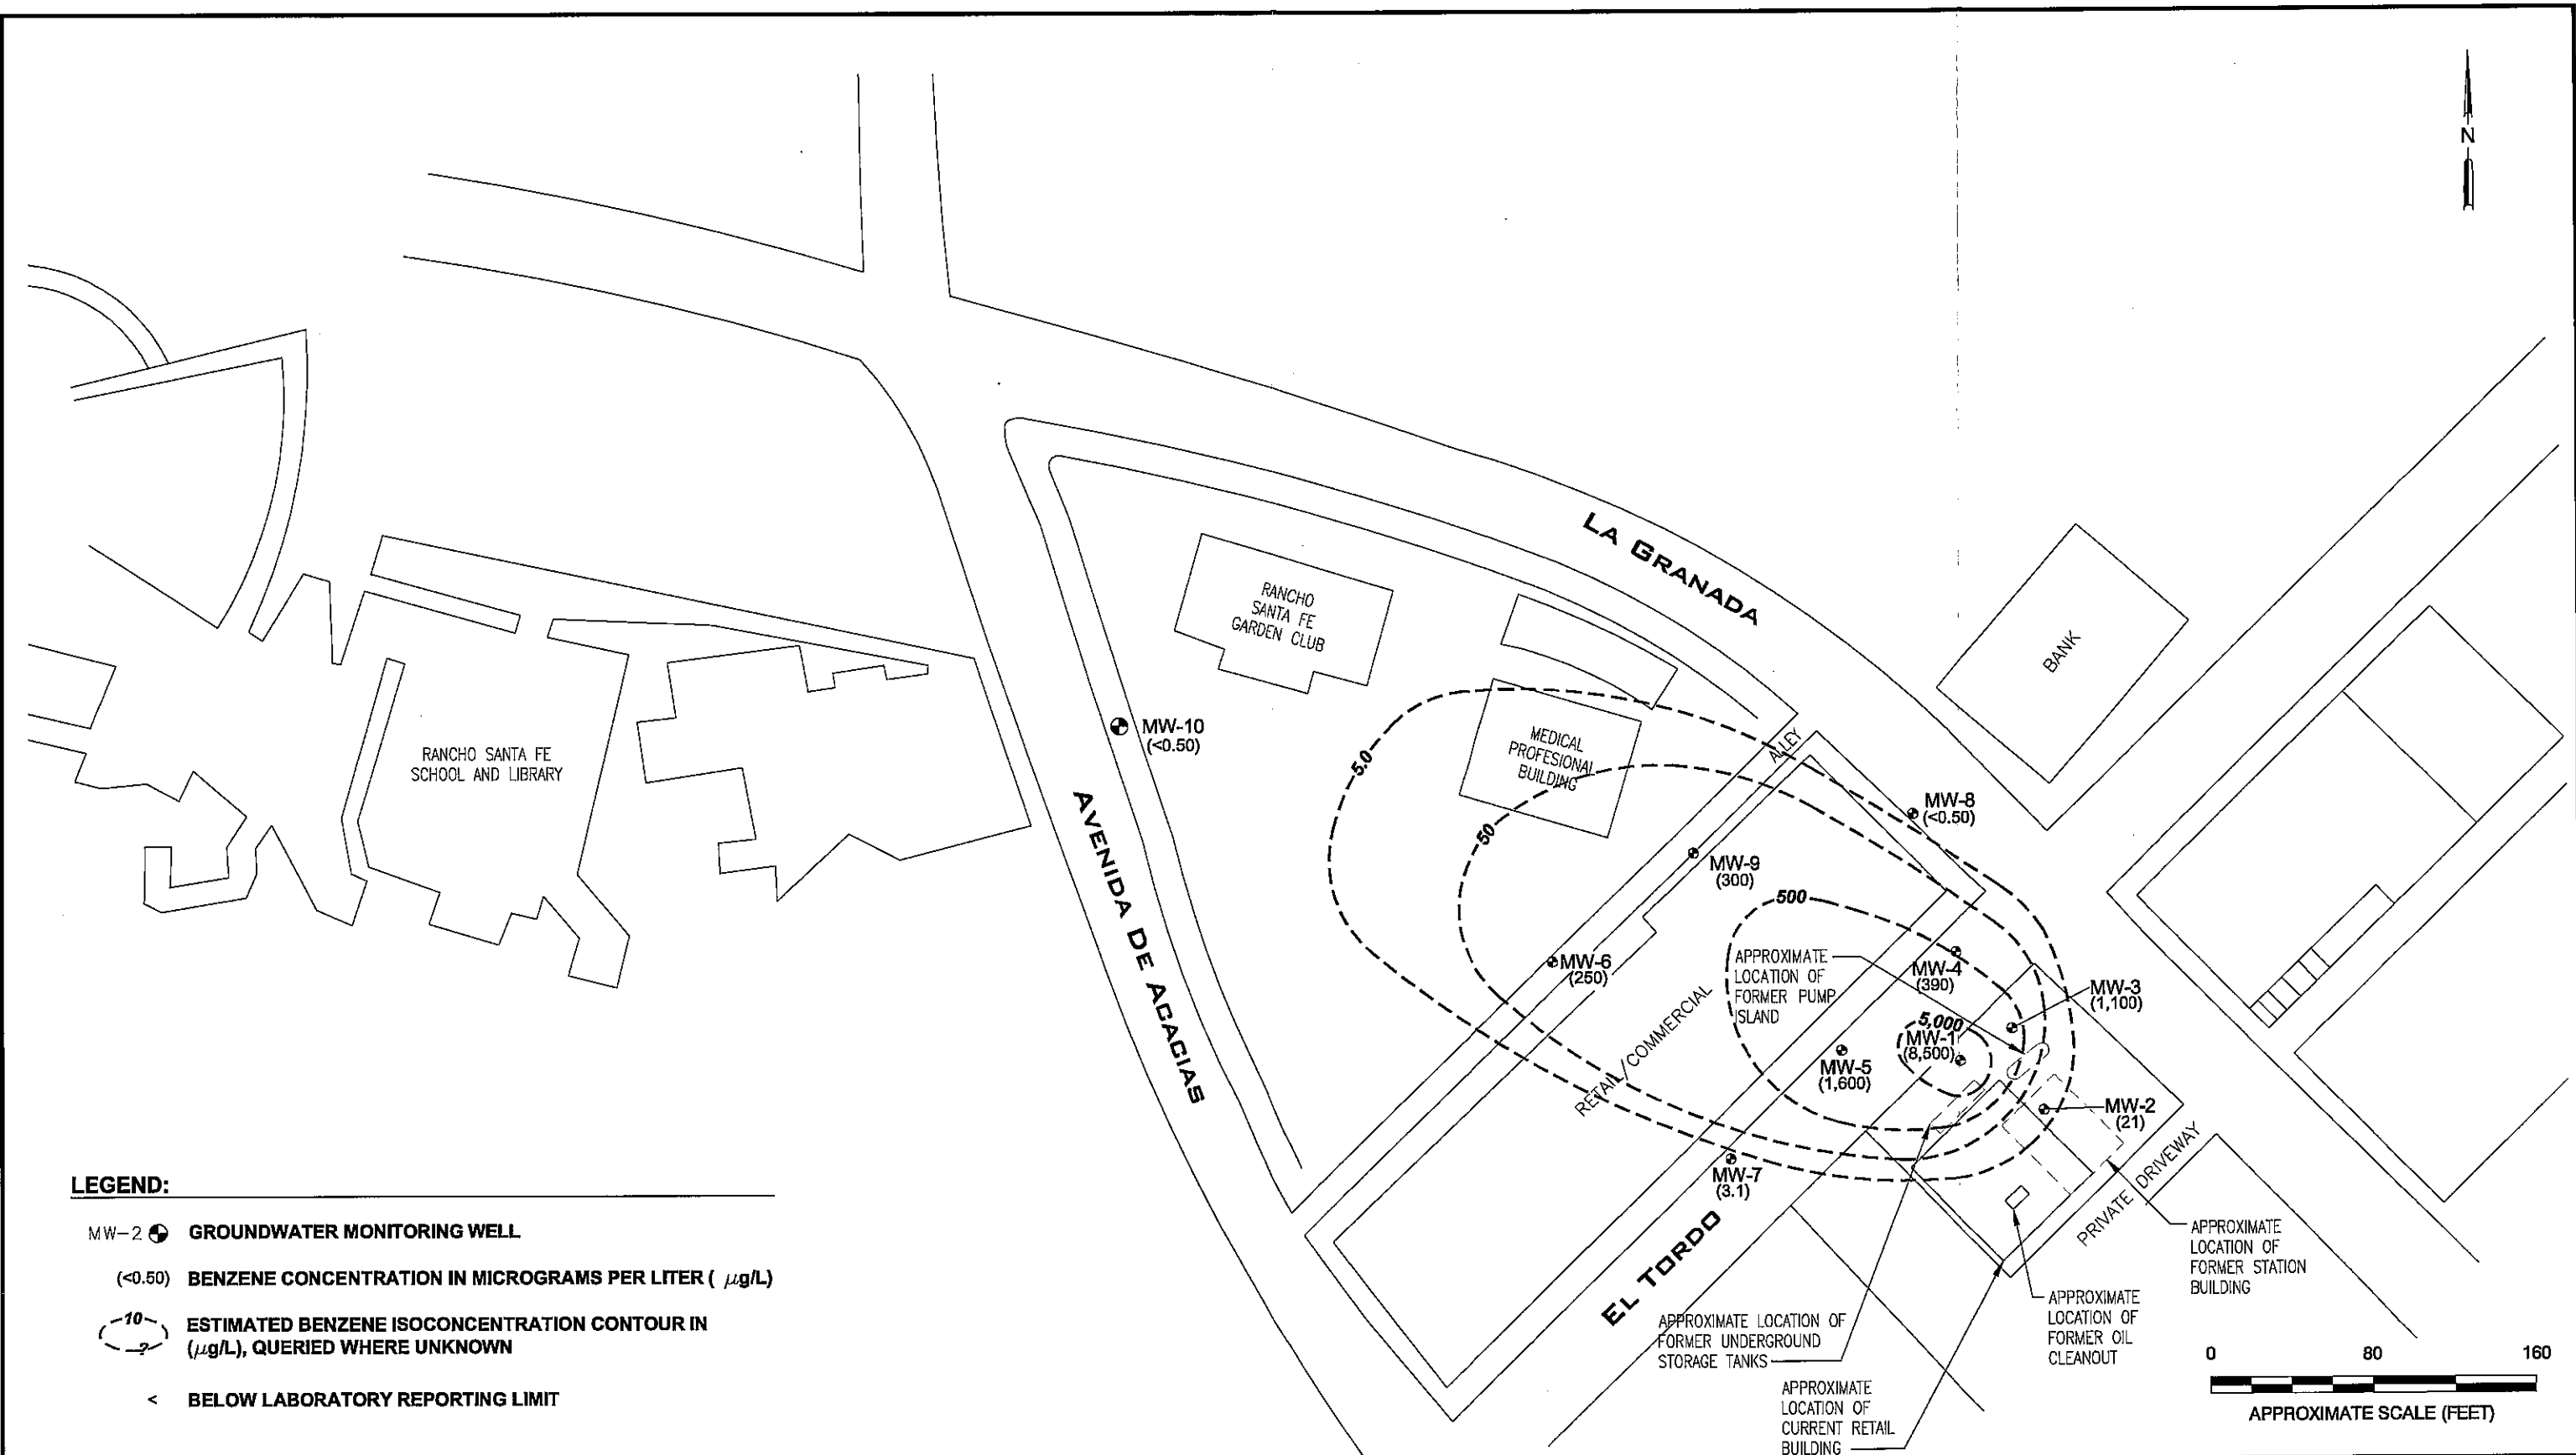 N
LA GRANADA
RANCHO
SANTA FE
GARDEN CLUB
BANK
MEDICAL
PROFESIONAL
BUILDING
ALLEY
MW-10
(<0.50)
RANCHO SANTA FE
SCHOOL AND LIBRARY
5.0
50
MW-8
(<0.50)
MW-9
(300)
500
AVENIDA DE ACACIAS
MW-6
(250)
APPROXIMATE
LOCATION OF
FORMER PUMP
ISLAND
MW-4
(390)
MW-3
(1,100)
5,000
MW-1
(8,500)
MW-5
(1,600)
RETAIL/COMMERCIAL
MW-2
(21)
MW-7
(3.1)
PRIVATE DRIVEWAY
EL TORDO
APPROXIMATE
LOCATION OF
FORMER STATION
BUILDING
APPROXIMATE
LOCATION OF
FORMER OIL
CLEANOUT
APPROXIMATE LOCATION OF
FORMER UNDERGROUND
STORAGE TANKS
APPROXIMATE
LOCATION OF
CURRENT RETAIL
BUILDING
LEGEND:
MW-2 GROUNDWATER MONITORING WELL
(<0.50) BENZENE CONCENTRATION IN MICROGRAMS PER LITER ( µg/L)
10
?
ESTIMATED BENZENE ISOCONCENTRATION CONTOUR IN
(µg/L), QUERIED WHERE UNKNOWN
< BELOW LABORATORY REPORTING LIMIT
0 80 160
APPROXIMATE SCALE (FEET)